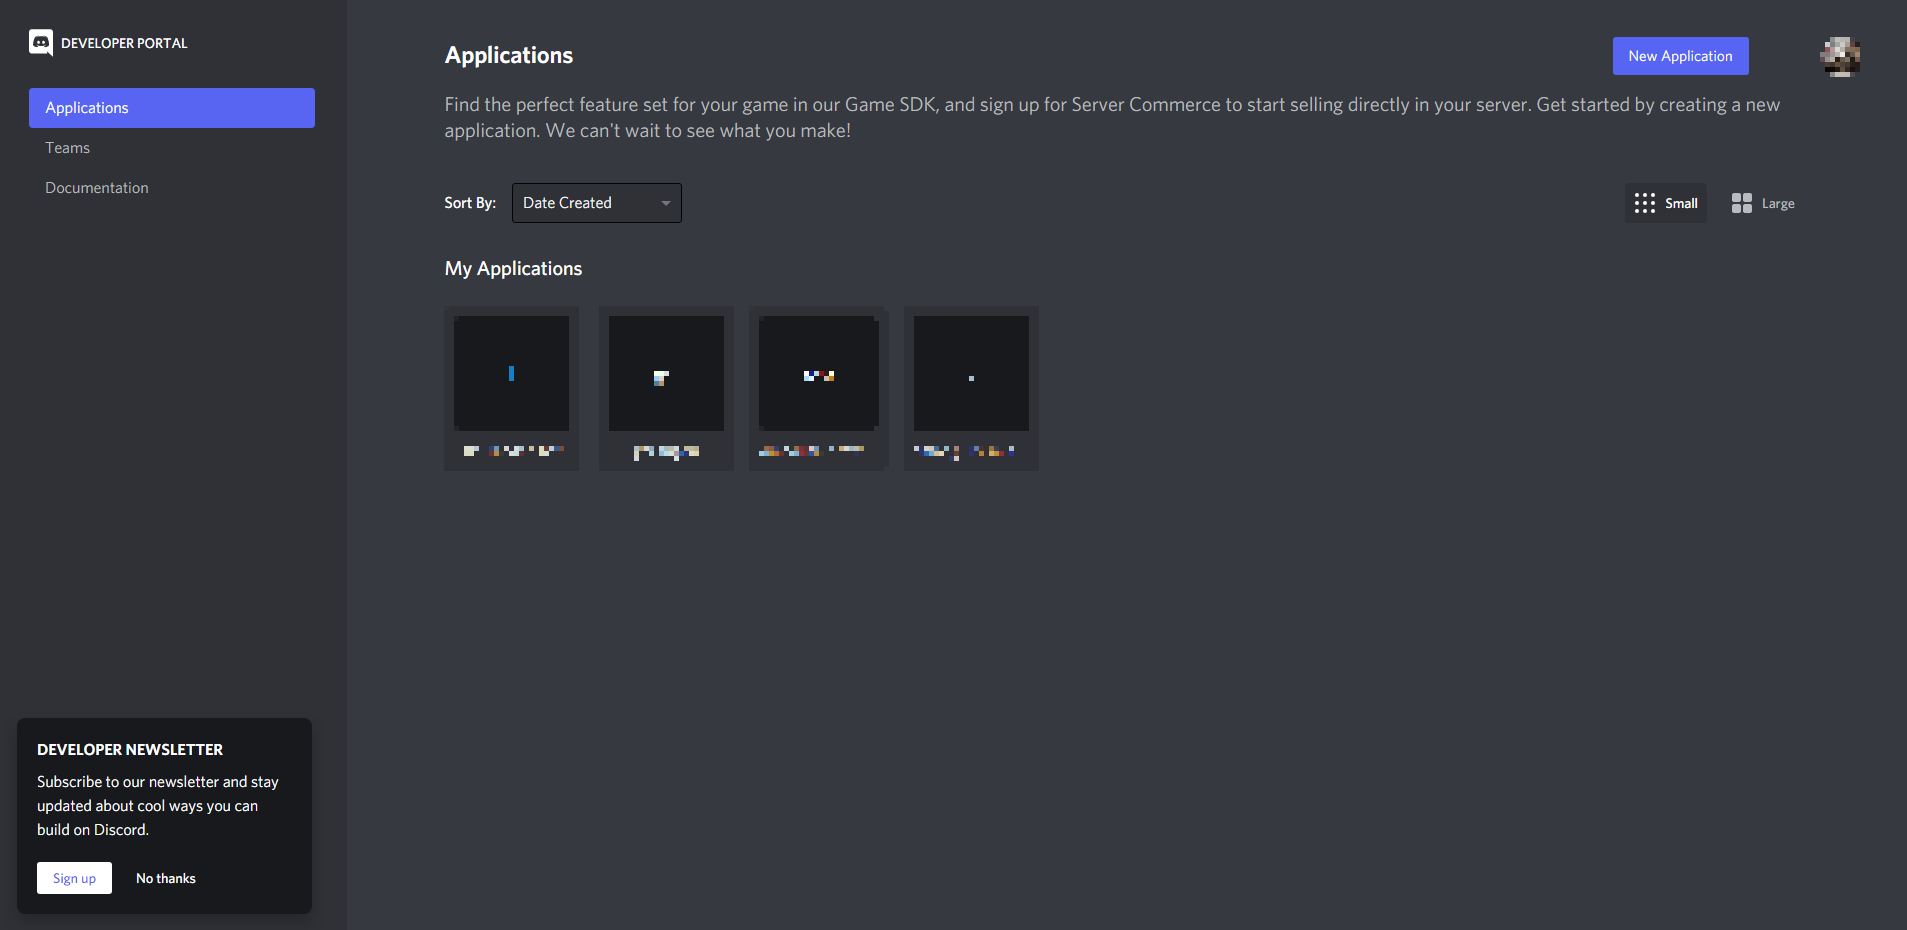 DEVELOPER PORTAL
Applications
Teams
Documentation
Applications
New Application
Find the perfect feature set for your game in our Game SDK, and sign up for Server Commerce to start selling directly in your server. Get started by creating a new
application. We can't wait to see what you make!
Sort By: Date Created
Small Large
My Applications
DEVELOPER NEWSLETTER
Subscribe to our newsletter and stay
updated about cool ways you can
build on Discord.
Sign up No thanks